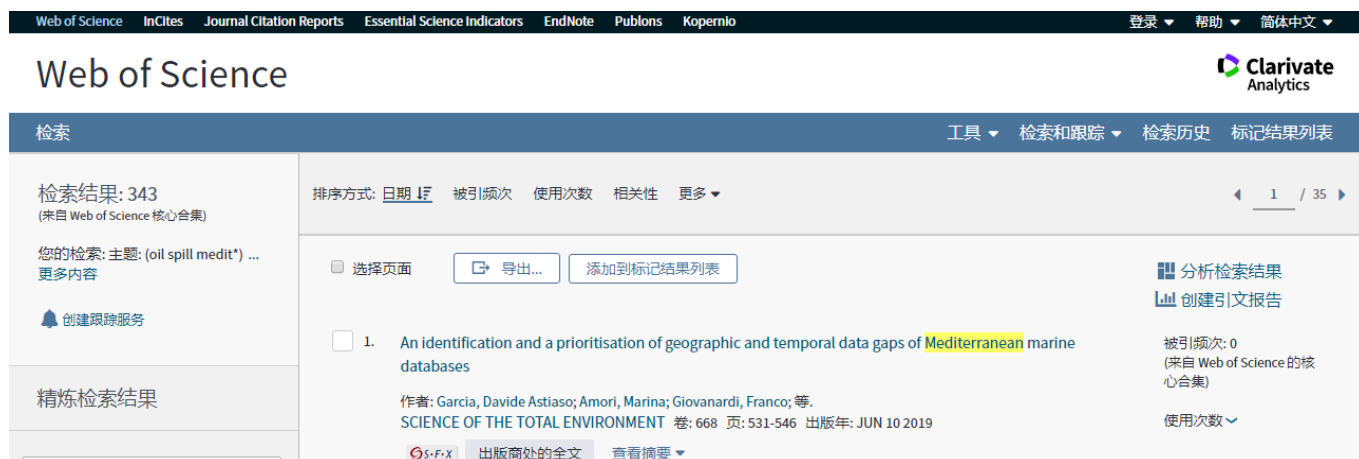 Web of Science InCites Journal Citation Reports Essential Science Indicators EndNote Publons Kopernio 登录 帮助 简体中文
Web of Science
Clarivate
Analytics
检索 工具 检索和跟踪 检索历史 标记结果列表
检索结果: 343
(来自 Web of Science 核心合集)
您的检索: 主题: (oil spill medit*) ...
更多内容
创建跟踪服务
精炼检索结果
排序方式: 日期 被引频次 使用次数 相关性 更多
1 / 35
选择页面 导出... 添加到标记结果列表
分析检索结果
创建引文报告
1. An identification and a prioritisation of geographic and temporal data gaps of Mediterranean marine
databases
作者: Garcia, Davide Astiaso; Amori, Marina; Giovanardi, Franco; 等.
SCIENCE OF THE TOTAL ENVIRONMENT 卷: 668 页: 531-546 出版年: JUN 10 2019
S·F·X 出版商处的全文 查看摘要
被引频次: 0
(来自 Web of Science 的核
心合集)
使用次数